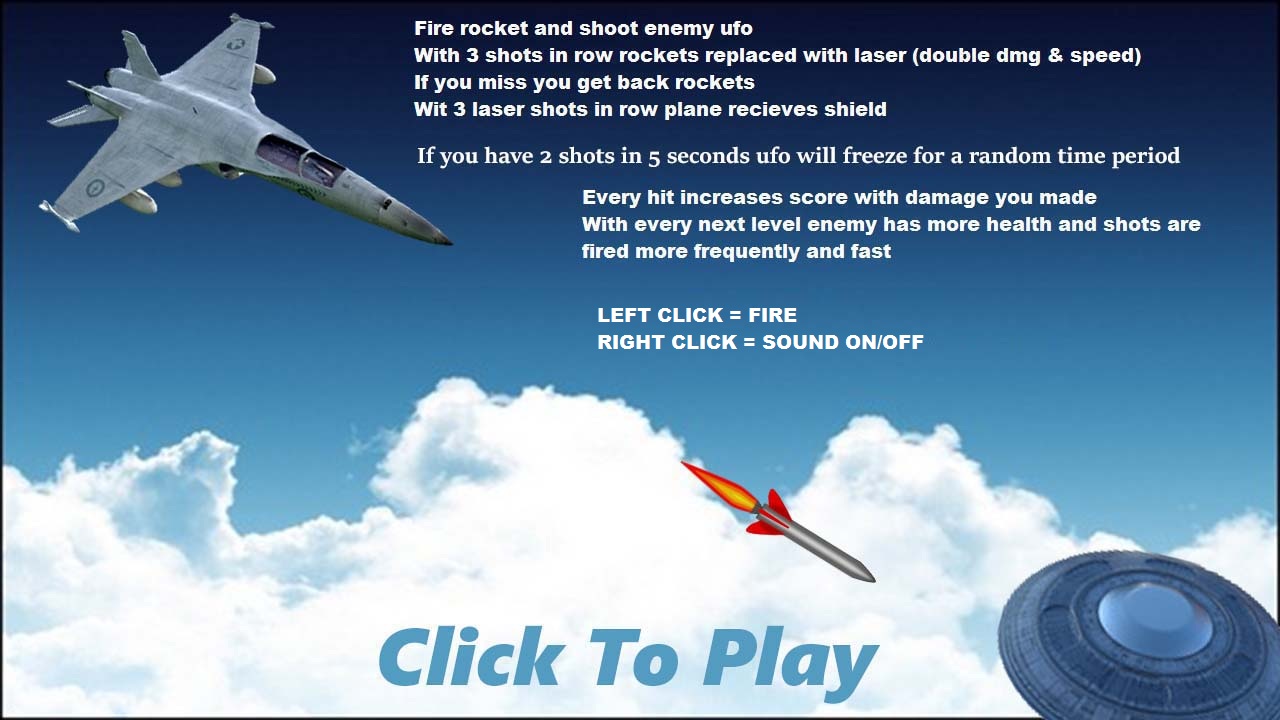 Fire rocket and shoot enemy ufo
With 3 shots in row rockets replaced with laser (double dmg & speed)
If you miss you get back rockets
Wit 3 laser shots in row plane recieves shield
If you have 2 shots in 5 seconds ufo will freeze for a random time period
Every hit increases score with damage you made
With every next level enemy has more health and shots are
fired more frequently and fast
LEFT CLICK = FIRE
RIGHT CLICK = SOUND ON/OFF
Click To Play